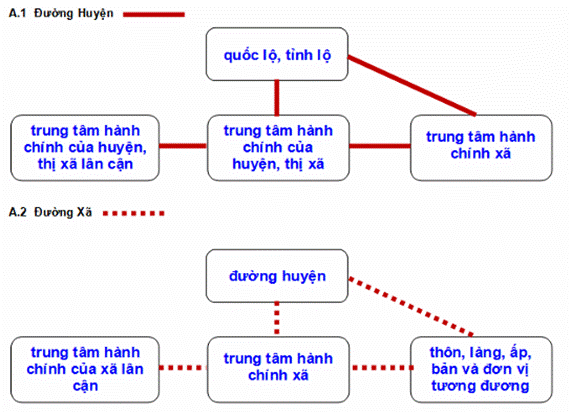 A.1 Đường Huyện
quốc lộ, tỉnh lộ
trung tâm hành
chính của huyện,
thị xã lân cận
trung tâm hành
chính của
huyện, thị xã
trung tâm hành
chính xã
A.2 Đường Xã
đường huyện
trung tâm hành
chính của xã lân
cận
trung tâm hành
chính xã
thôn, làng, ấp,
bản và đơn vị
tương đương